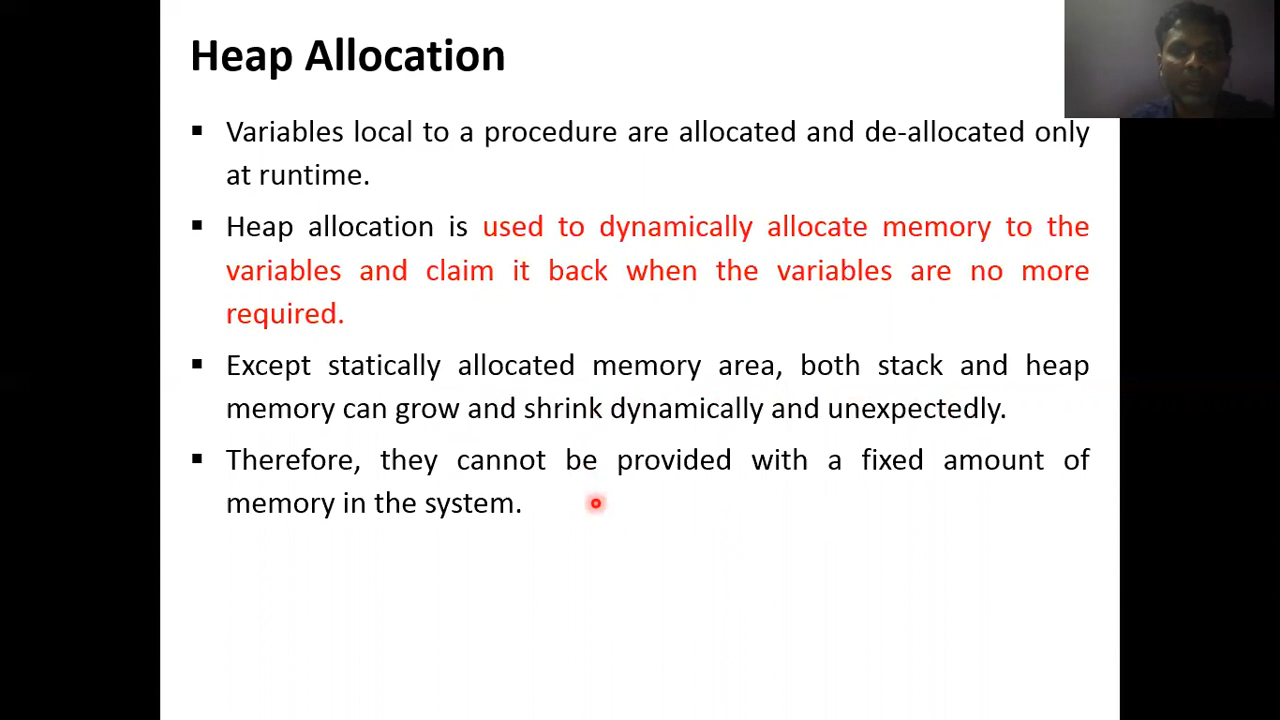 Heap Allocation
▪ Variables local to a procedure are allocated and de-allocated only
at runtime.
▪ Heap allocation is used to dynamically allocate memory to the
variables and claim it back when the variables are no more
required.
▪ Except statically allocated memory area, both stack and heap
memory can grow and shrink dynamically and unexpectedly.
▪ Therefore, they cannot be provided with a fixed amount of
memory in the system.